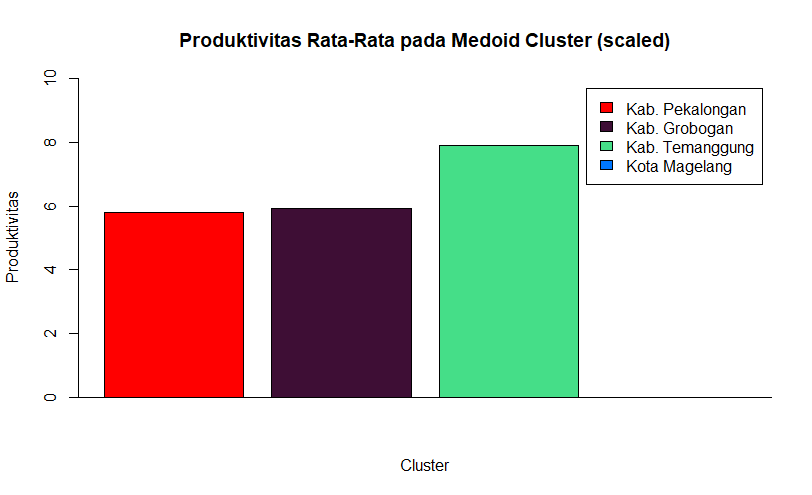 Produktivitas Rata-Rata pada Medoid Cluster (scaled)
10
8
6
4
2
0
Produktivitas
Kab. Pekalongan
Kab. Grobogan
Kab. Temanggung
Kota Magelang
Cluster